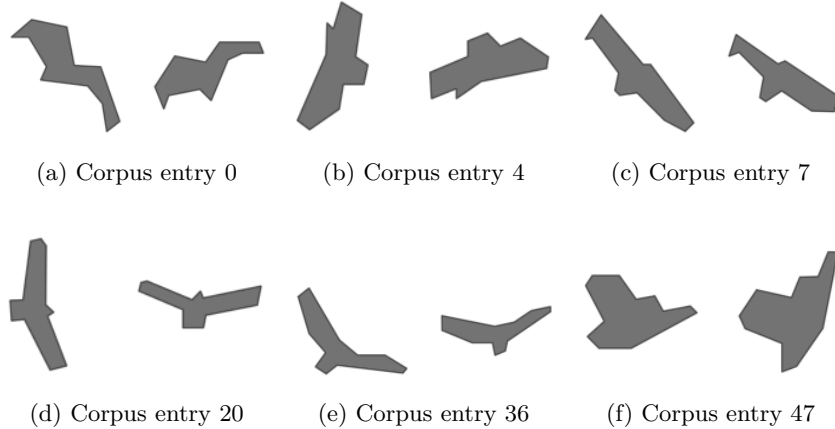 (a) Corpus entry 0
(b) Corpus entry 4
(c) Corpus entry 7
(d) Corpus entry 20
(e) Corpus entry 36
(f) Corpus entry 47